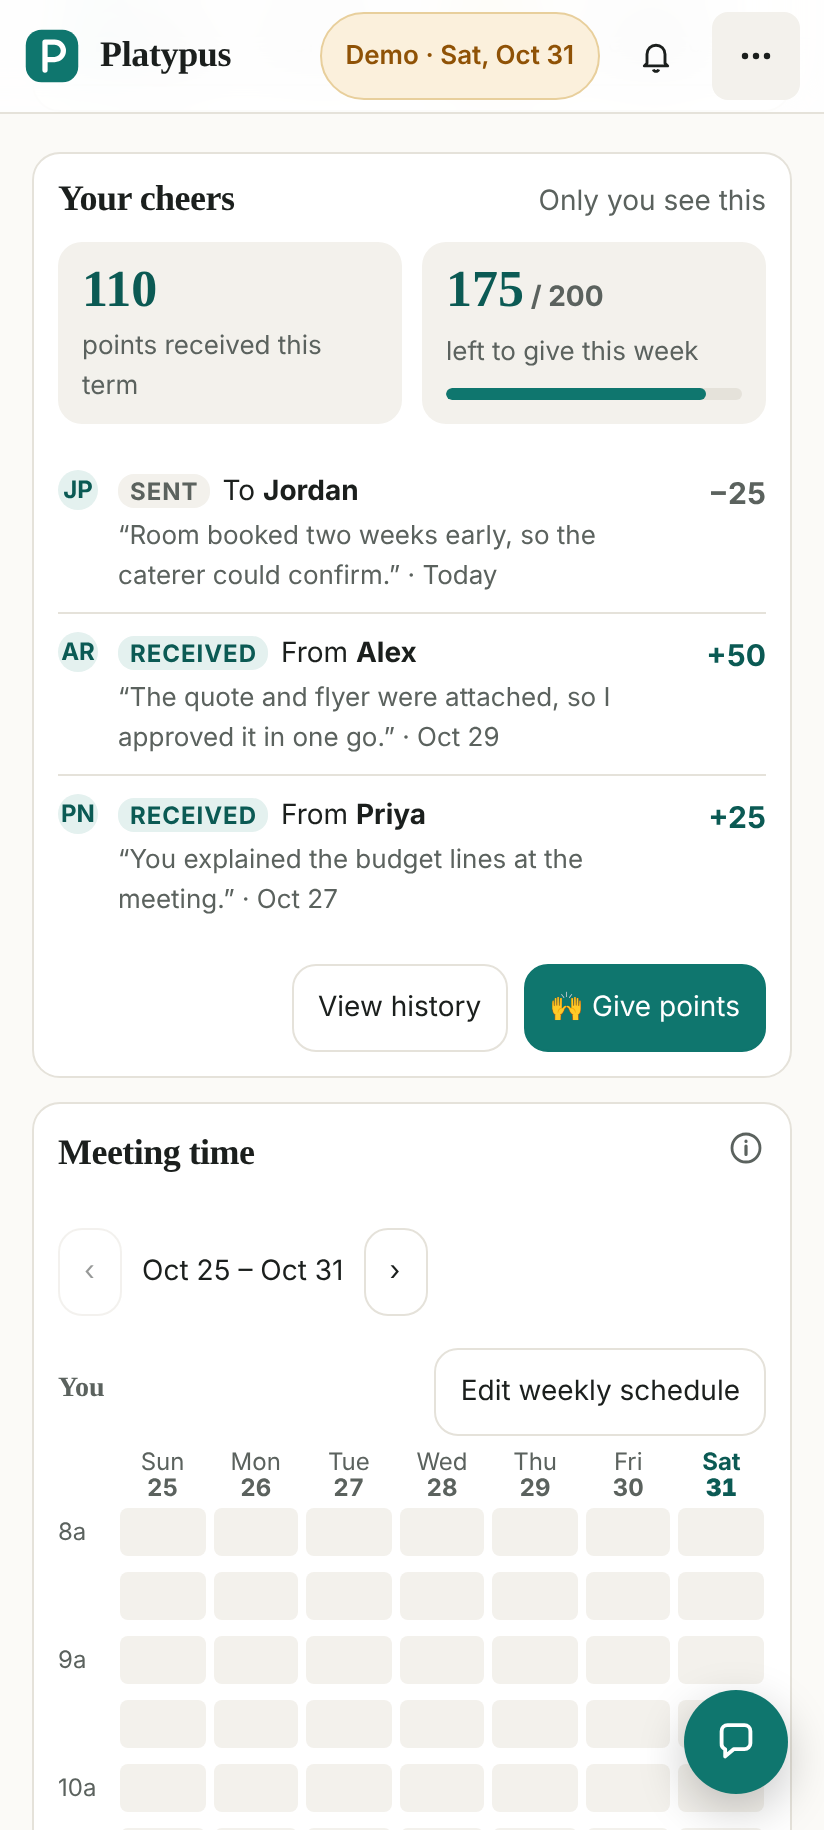 P Platypus
Demo · Sat, Oct 31
Your cheers
Only you see this
110
points received this
term
175 / 200
left to give this week
JP SENT To Jordan −25
“Room booked two weeks early, so the
caterer could confirm.” · Today
AR RECEIVED From Alex +50
“The quote and flyer were attached, so I
approved it in one go.” · Oct 29
PN RECEIVED From Priya +25
“You explained the budget lines at the
meeting.” · Oct 27
View history
🙌 Give points
Meeting time
‹ Oct 25 – Oct 31 ›
You
Edit weekly schedule
Sun Mon Tue Wed Thu Fri Sat
25 26 27 28 29 30 31
8a
9a
10a